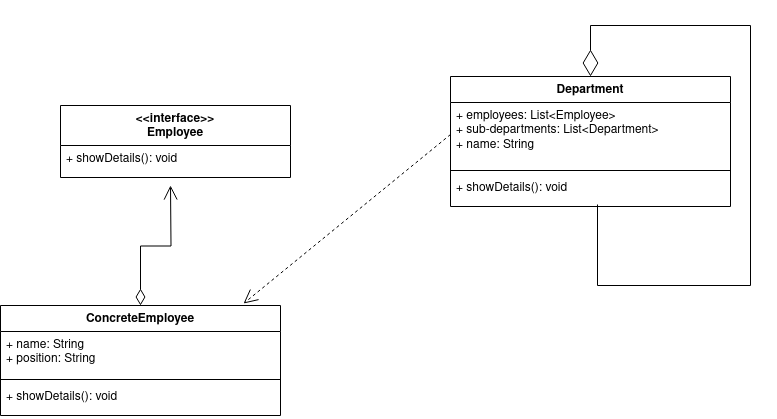 Department
+ employees: List<Employee>
+ sub-departments: List<Department>
+ name: String
+ showDetails(): void
<<interface>>
Employee
+ showDetails(): void
ConcreteEmployee
+ name: String
+ position: String
+ showDetails(): void